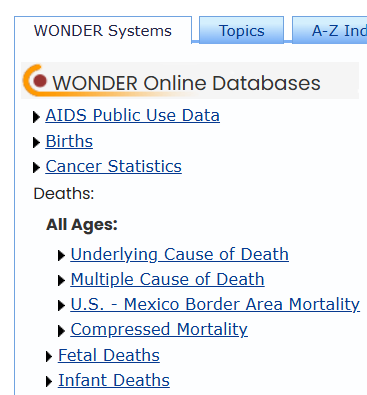 WONDER Systems Topics A-Z Ind
WONDER Online Databases
AIDS Public Use Data
Births
Cancer Statistics
Deaths:
All Ages:
Underlying Cause of Death
Multiple Cause of Death
U.S. - Mexico Border Area Mortality
Compressed Mortality
Fetal Deaths
Infant Deaths